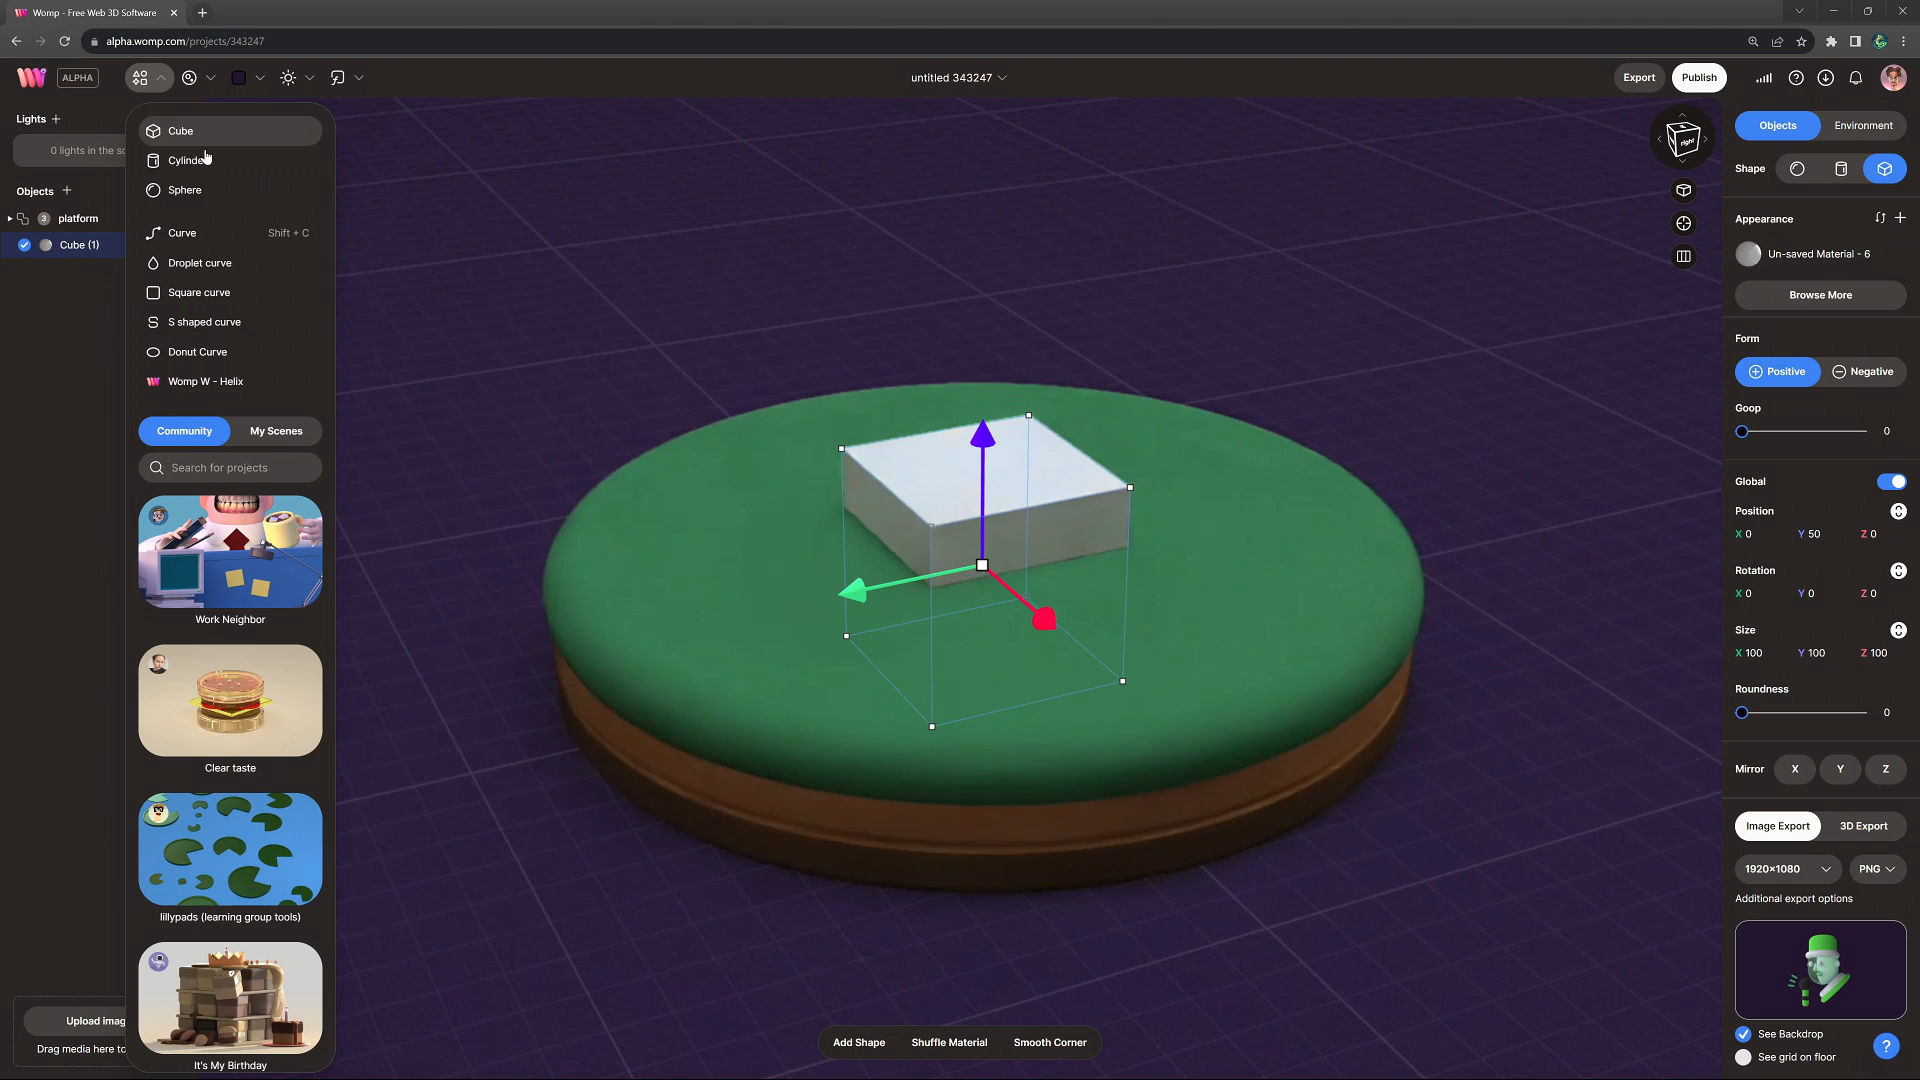 Womp - Free Web 3D Software
alpha.womp.com/projects/343247
ALPHA
untitled 343247
Export
Publish
Lights
0 lights in the sc
Objects
3 platform
Cube (1)
Cube
Cylinde
Sphere
Curve Shift + C
Droplet curve
Square curve
S shaped curve
Donut Curve
Womp W - Helix
Community My Scenes
Search for projects
Work Neighbor
Clear taste
lillypads (learning group tools)
It's My Birthday
Upload imag
Drag media here to
Add Shape Shuffle Material Smooth Corner
right
Objects Environment
Shape
Appearance
Un-saved Material - 6
Browse More
Form
Positive Negative
Goop
0
Global
Position
X 0 Y 50 Z 0
Rotation
X 0 Y 0 Z 0
Size
X 100 Y 100 Z 100
Roundness
0
Mirror X Y Z
Image Export 3D Export
1920×1080 PNG
Additional export options
See Backdrop
See grid on floor
?